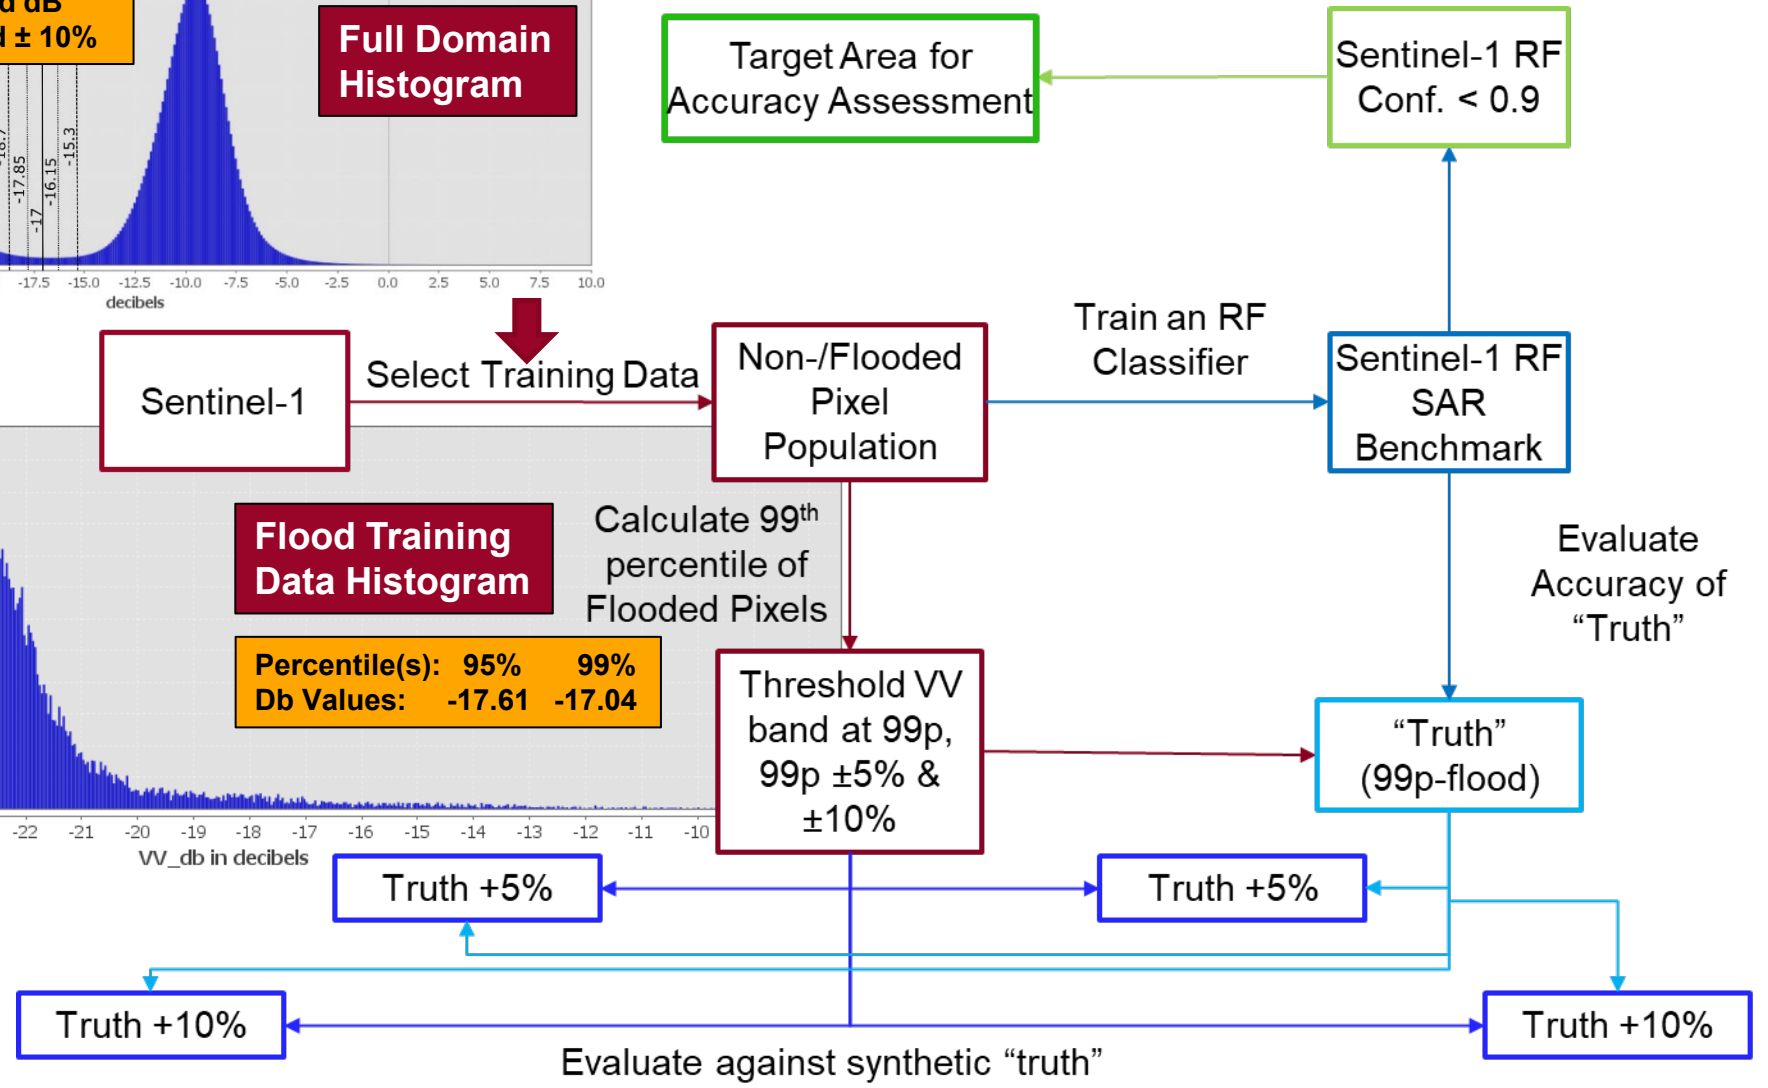 d dB
± 10%
Full Domain
Histogram
-17.85
-17
-16.15
-15.3
-17.5 -15.0 -12.5 -10.0 -7.5 -5.0 -2.5 0.0 2.5 5.0 7.5 10.0
decibels
Target Area for
Accuracy Assessment
Sentinel-1 RF
Conf. < 0.9
Sentinel-1
Select Training Data
Non-/Flooded
Pixel
Population
Train an RF
Classifier
Sentinel-1 RF
SAR
Benchmark
Flood Training
Data Histogram
Calculate 99th
percentile of
Flooded Pixels
Percentile(s): 95% 99%
Db Values: -17.61 -17.04
Evaluate
Accuracy of
“Truth”
Threshold VV
band at 99p,
99p ±5% &
±10%
“Truth”
(99p-flood)
-22 -21 -20 -19 -18 -17 -16 -15 -14 -13 -12 -11 -10
VV_db in decibels
Truth +5%
Truth +5%
Truth +10%
Truth +10%
Evaluate against synthetic “truth”